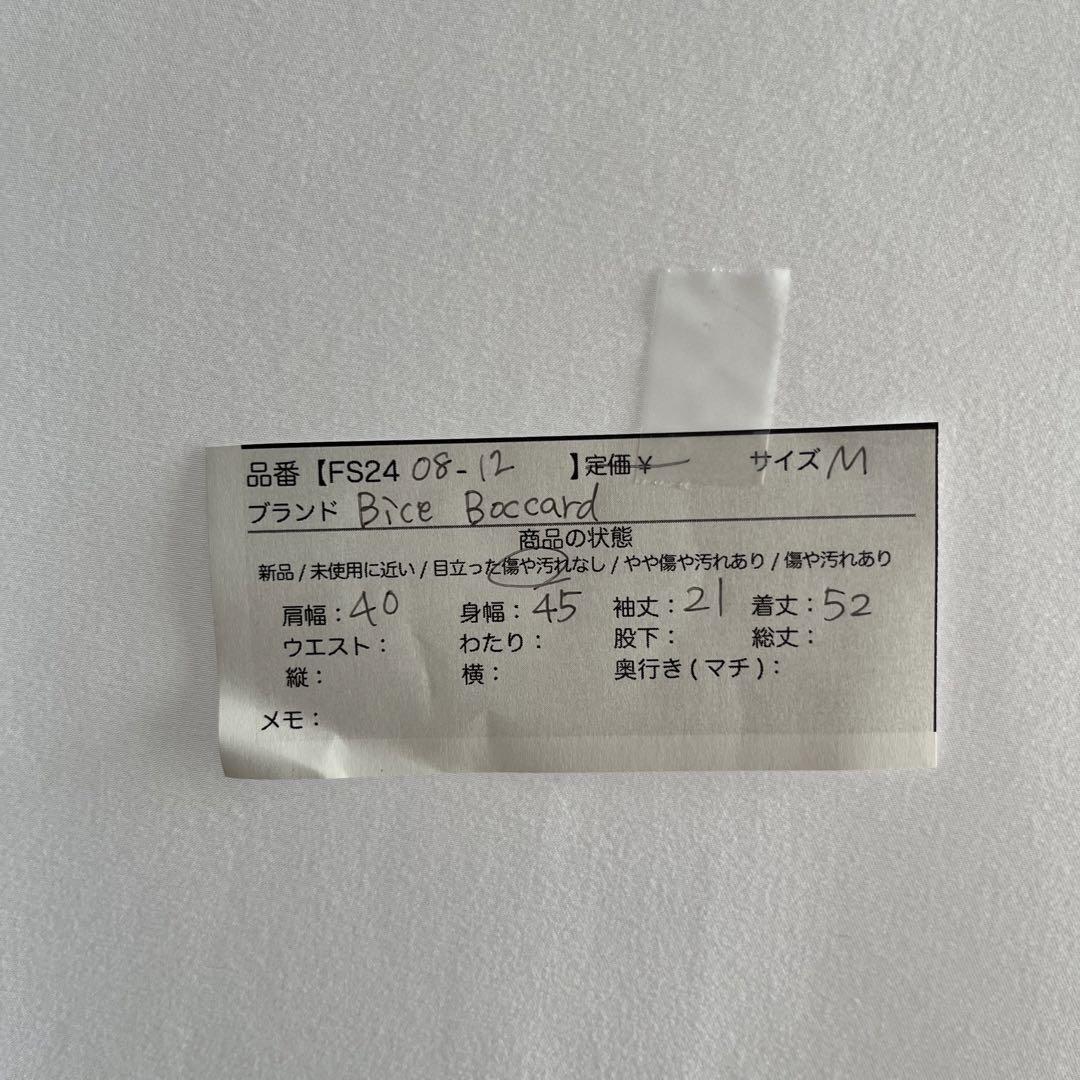 品番【FS24 08-12 】定価¥ サイズ M
ブランド Bice Boccard
商品の状態
新品 / 未使用に近い / 目立った傷や汚れなし / やや傷や汚れあり / 傷や汚れあり
肩幅：40 身幅：45 袖丈：21 着丈：52
ウエスト： わたり： 股下： 総丈：
縦： 横： 奥行き(マチ)：
メモ：